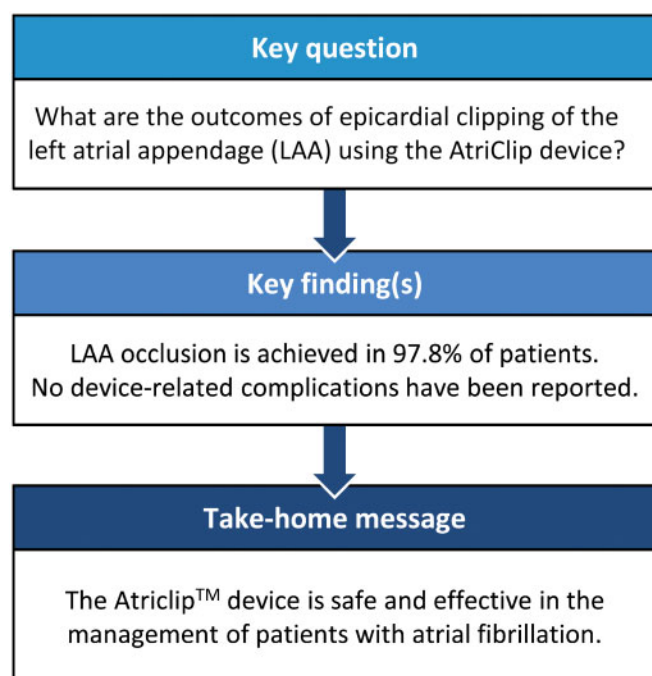 Key question
What are the outcomes of epicardial clipping of the
left atrial appendage (LAA) using the AtriClip device?
Key finding(s)
LAA occlusion is achieved in 97.8% of patients.
No device-related complications have been reported.
Take-home message
The Atriclip™ device is safe and effective in the
management of patients with atrial fibrillation.